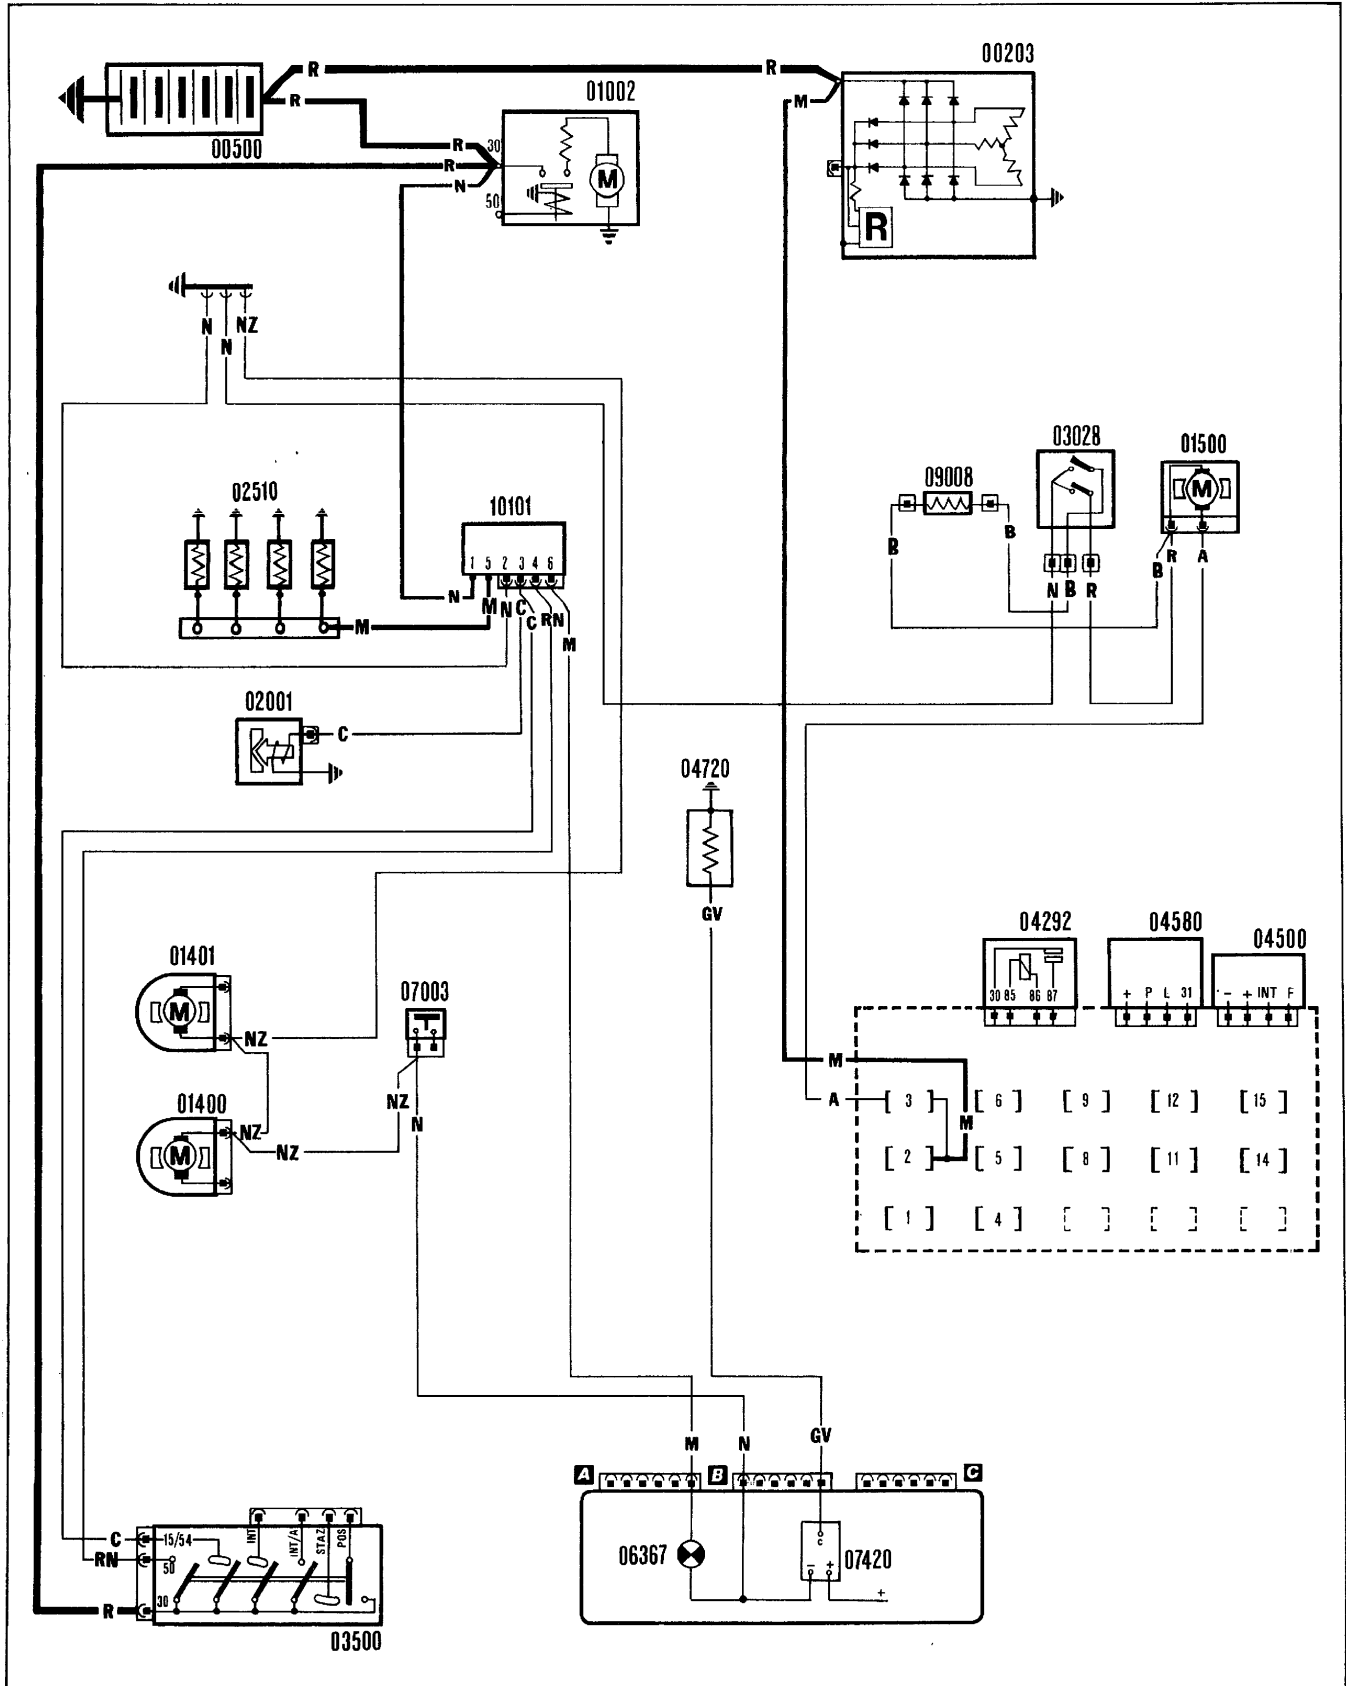 00203
R R
01002
R M
00500 R 30
R
N M
50
R
N NZ
N
03028 01500
02510 09008
10101 M
1 5 2 3 4 6
B B R A
B
N M N C C RN N B R
M M
02001
C
04720
GV
04292 04580 04500
01401 30 85 86 87 + P L 31 - + INT F
M 07003
NZ M
NZ A 3 6 9 12 15
01400 N M
NZ
M NZ 2 5 8 11 14
1 4
M N GV
A B C
INT INT/A STAZ POS
C 15/54
RN 50 06367 C 07420
- + +
R 30
03500